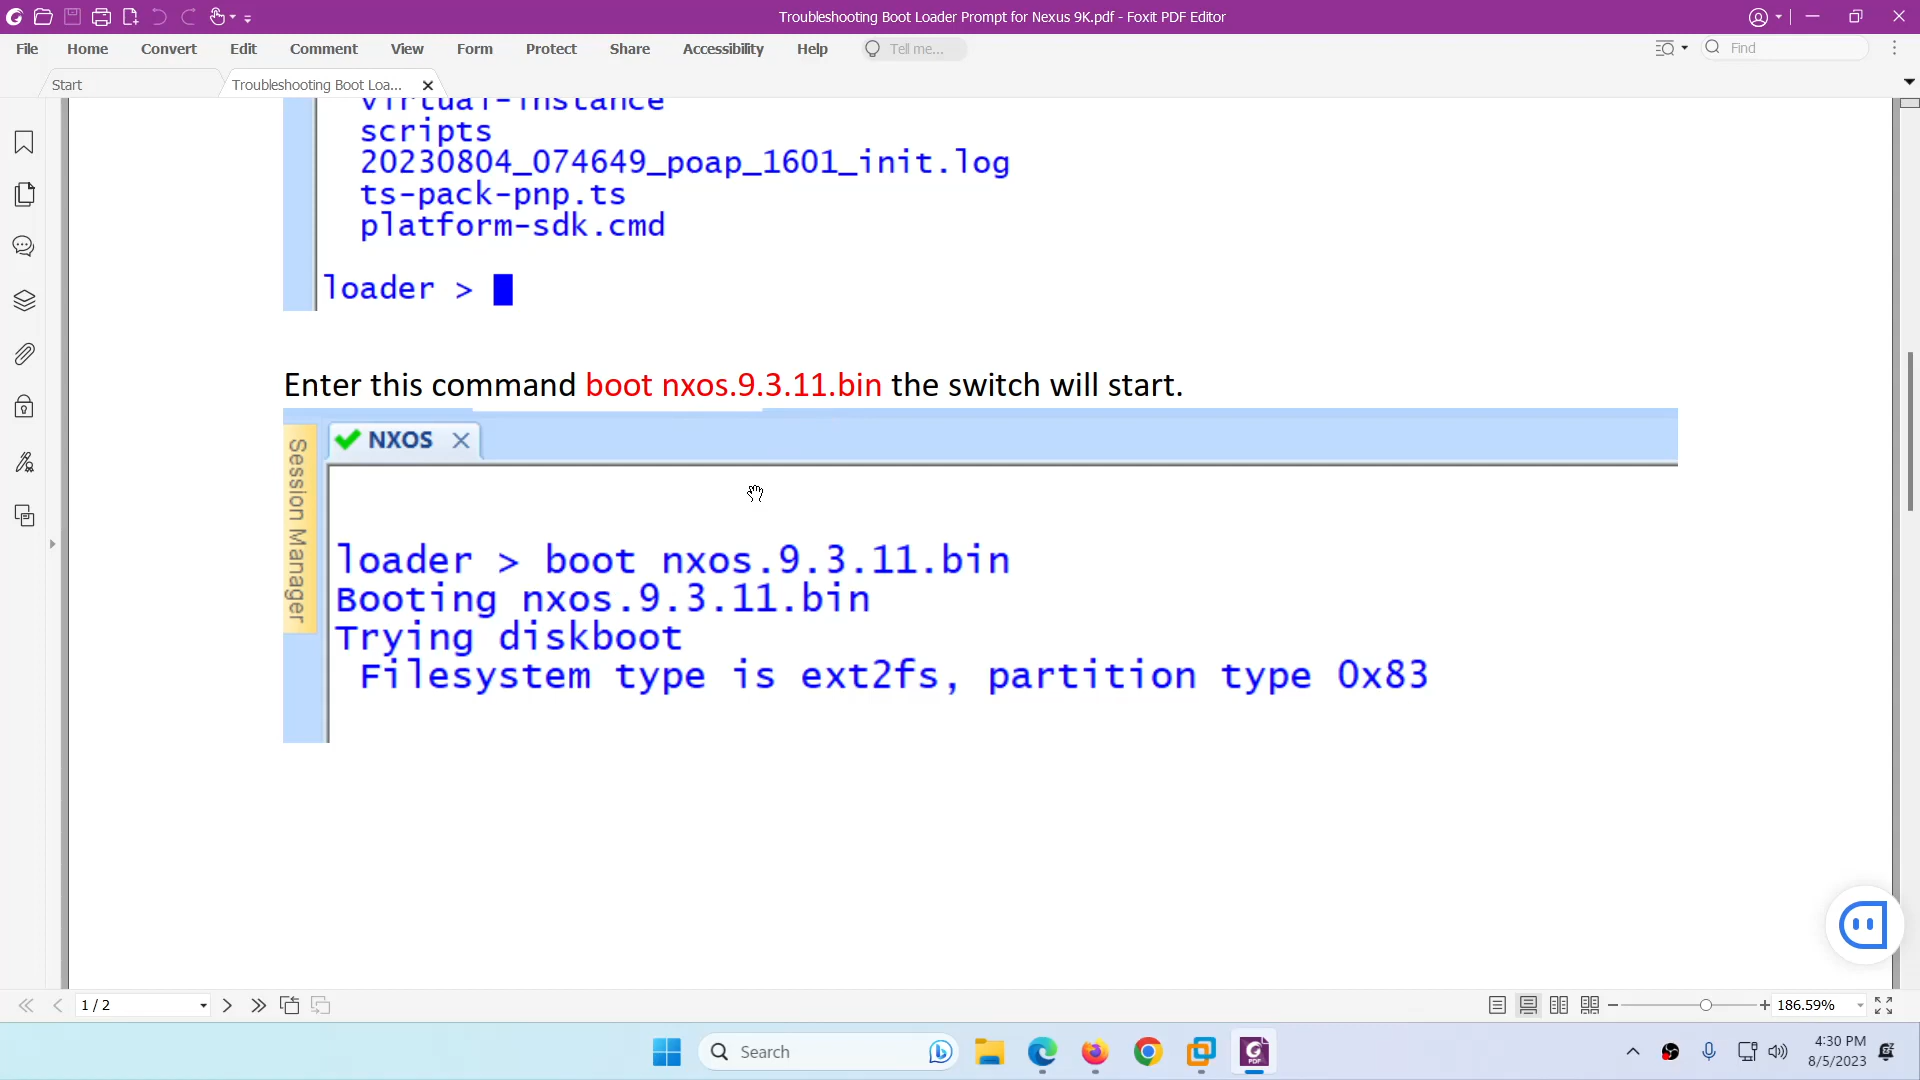 Troubleshooting Boot Loader Prompt for Nexus 9K.pdf - Foxit PDF Editor
File Home Convert Edit Comment View Form Protect Share Accessibility Help Tell me... Find
Start Troubleshooting Boot Loa...
virtual-instance
scripts
20230804_074649_poap_1601_init.log
ts-pack-pnp.ts
platform-sdk.cmd
loader >
Enter this command boot nxos.9.3.11.bin the switch will start.
NXOS
Session Manager
loader > boot nxos.9.3.11.bin
Booting nxos.9.3.11.bin
Trying diskboot
Filesystem type is ext2fs, partition type 0x83
1 / 2 186.59%
Search 4:30 PM
8/5/2023